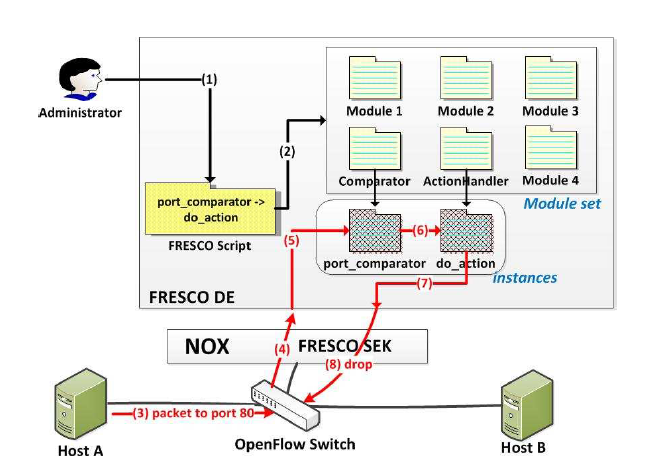 (1)
Administrator
Module 1
Module 2
Module 3
(2)
Comparator
ActionHandler
Module 4
port_comparator ->
do_action
Module set
FRESCO Script
(5)
(6)
port_comparator
do_action
instances
(7)
FRESCO DE
NOX
FRESCO SEK
(4)
(8) drop
(3) packet to port 80
Host A
OpenFlow Switch
Host B